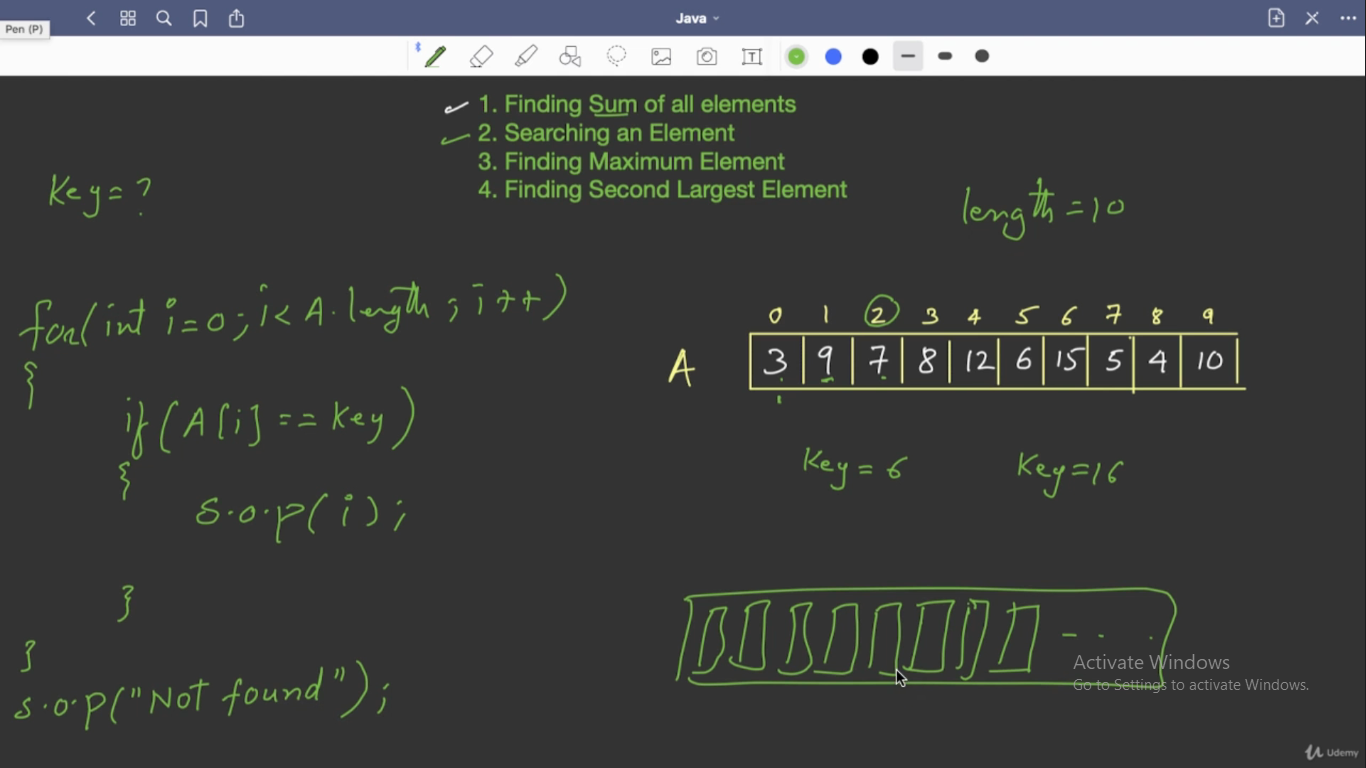 Java
Pen (P)
1. Finding Sum of all elements
2. Searching an Element
3. Finding Maximum Element
4. Finding Second Largest Element
Key = ?
length = 10
for(int i=0; i< A.length ; i++)
0 1 2 3 4 5 6 7 8 9
{
A 3 9 7 8 12 6 15 5 4 10
if (A[i] == Key)
Key = 6 Key=16
{
S.o.p(i);
}
}
S.o.p("Not found");
Activate Windows
Go to Settings to activate Windows.
Udemy